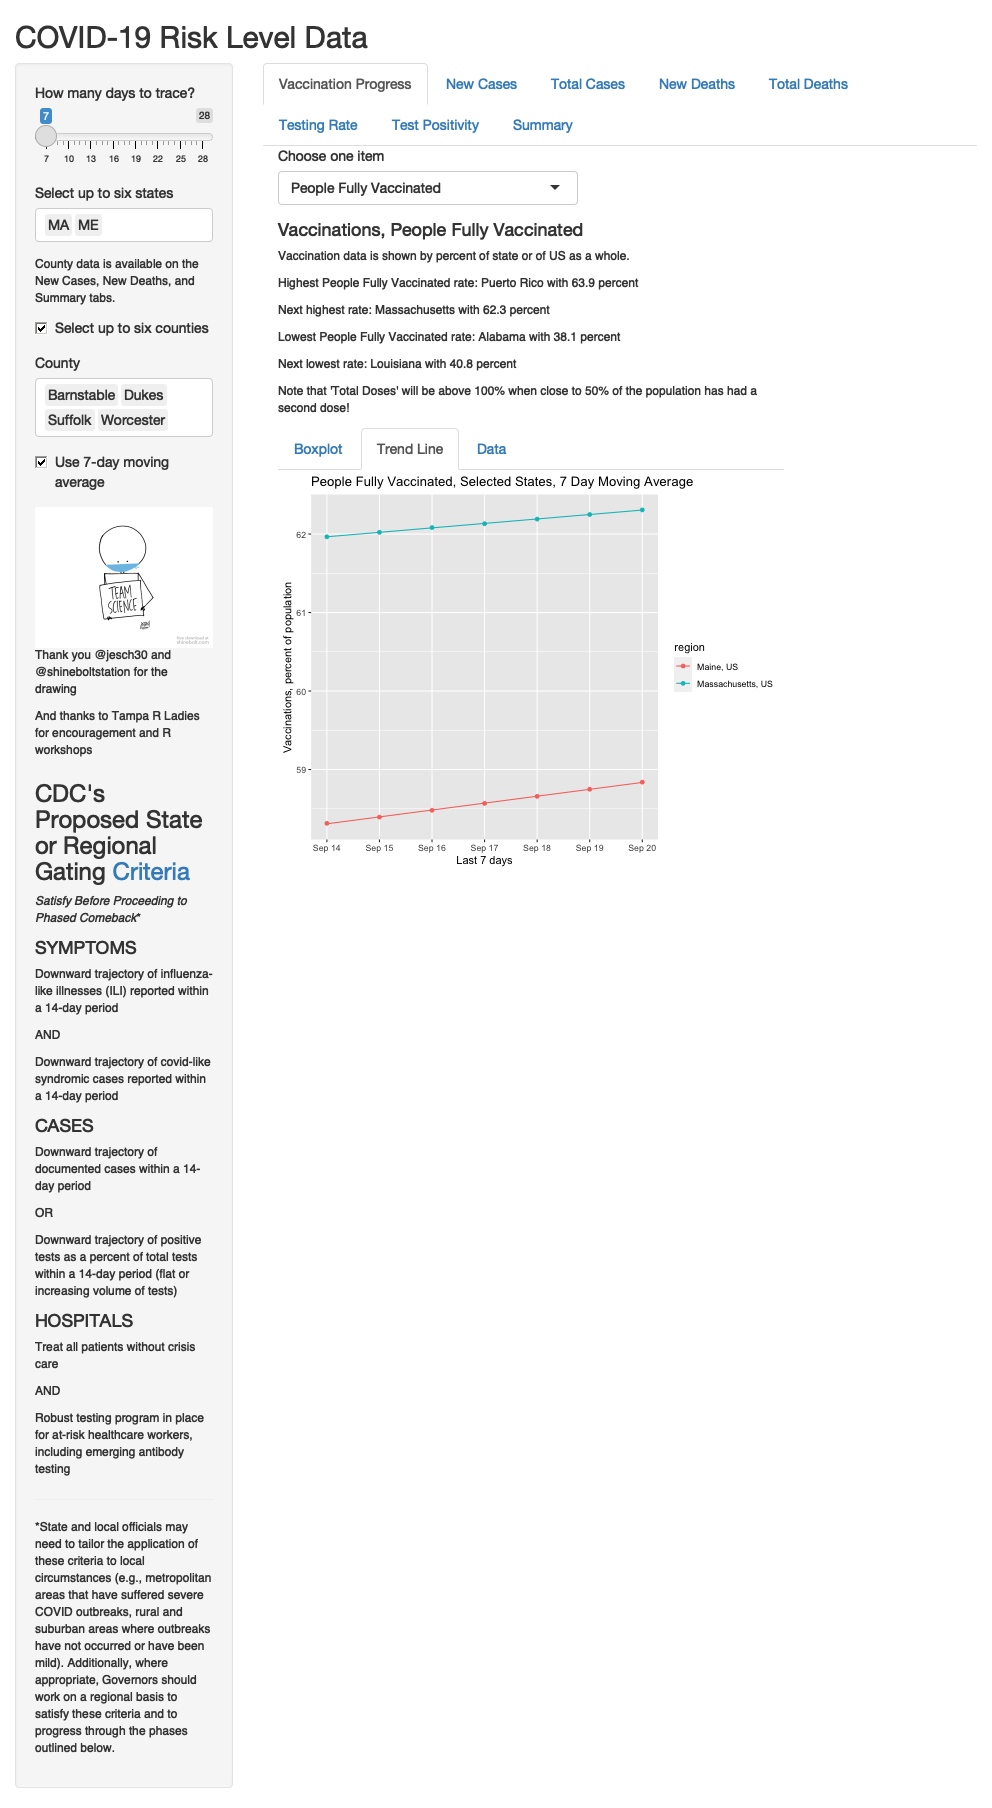 COVID-19 Risk Level Data
How many days to trace?
7
28
7 10 13 16 19 22 25 28
Select up to six states
MA ME
County data is available on the
New Cases, New Deaths, and
Summary tabs.
Select up to six counties
County
Barnstable Dukes
Suffolk Worcester
Use 7-day moving
average
TEAM
SCIENCE
Thank you @jesch30 and
@shineboltstation for the
drawing
And thanks to Tampa R Ladies
for encouragement and R
workshops
CDC's
Proposed State
or Regional
Gating Criteria
Satisfy Before Proceeding to
Phased Comeback*
SYMPTOMS
Downward trajectory of influenza-
like illnesses (ILI) reported within
a 14-day period
AND
Downward trajectory of covid-like
syndromic cases reported within
a 14-day period
CASES
Downward trajectory of
documented cases within a 14-
day period
OR
Downward trajectory of positive
tests as a percent of total tests
within a 14-day period (flat or
increasing volume of tests)
HOSPITALS
Treat all patients without crisis
care
AND
Robust testing program in place
for at-risk healthcare workers,
including emerging antibody
testing
*State and local officials may
need to tailor the application of
these criteria to local
circumstances (e.g., metropolitan
areas that have suffered severe
COVID outbreaks, rural and
suburban areas where outbreaks
have not occurred or have been
mild). Additionally, where
appropriate, Governors should
work on a regional basis to
satisfy these criteria and to
progress through the phases
outlined below.
Vaccination Progress New Cases Total Cases New Deaths Total Deaths
Testing Rate Test Positivity Summary
Choose one item
People Fully Vaccinated
Vaccinations, People Fully Vaccinated
Vaccination data is shown by percent of state or of US as a whole.
Highest People Fully Vaccinated rate: Puerto Rico with 63.9 percent
Next highest rate: Massachusetts with 62.3 percent
Lowest People Fully Vaccinated rate: Alabama with 38.1 percent
Next lowest rate: Louisiana with 40.8 percent
Note that 'Total Doses' will be above 100% when close to 50% of the population has had a
second dose!
Boxplot Trend Line Data
People Fully Vaccinated, Selected States, 7 Day Moving Average
Vaccinations, percent of population
62
61
60
59
Sep 14 Sep 15 Sep 16 Sep 17 Sep 18 Sep 19 Sep 20
Last 7 days
region
Maine, US
Massachusetts, US